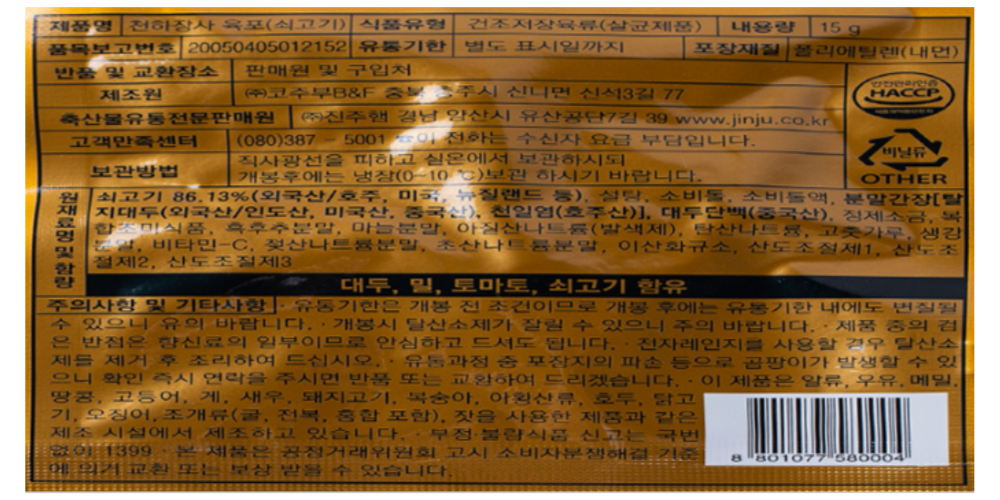 제품명 천하장사 육포(쇠고기) 식품유형 건조저장육류(살균제품) 내용량 15 g
품목보고번호 20050405012152 유통기한 별도 표시일까지 포장재질 폴리에틸렌(내면)
반품 및 교환장소 판매원 및 구입처
제조원 ㈜코주부B&F 충북 충주시 신니면 신석3길 77
축산물유통전문판매원 ㈜진주햄 경남 양산시 유산공단7길 39 www.jinju.co.kr
고객만족센터 (080)387 - 5001 ☎이 전화는 수신자 요금 부담입니다.
보관방법 직사광선을 피하고 실온에서 보관하시되
개봉후에는 냉장(0~10℃)보관 하시기 바랍니다.
안전관리인증
HACCP
비닐류
OTHER
원재료명 및 함량
쇠고기 86.13%(외국산/호주, 미국, 뉴질랜드 등), 설탕, 소비톨, 소비톨액, 분말간장[탈
지대두(외국산/인도산, 미국산, 중국산), 천일염(호주산)], 대두단백(중국산), 정제소금, 복
합조미식품, 흑후추분말, 마늘분말, 아질산나트륨(발색제), 탄산나트륨, 고춧가루, 생강
분말, 비타민-C, 젖산나트륨분말, 초산나트륨분말, 이산화규소, 산도조절제1, 산도조
절제2, 산도조절제3
대두, 밀, 토마토, 쇠고기 함유
주의사항 및 기타사항 · 유통기한은 개봉 전 조건이므로 개봉 후에는 유통기한 내에도 변질될
수 있으니 유의 바랍니다. · 개봉시 탈산소제가 잘릴 수 있으니 주의 바랍니다. · 제품 중의 검
은 반점은 향신료의 일부이므로 안심하고 드셔도 됩니다. · 전자레인지를 사용할 경우 탈산소
제를 제거 후 조리하여 드십시오. · 유통과정 중 포장지의 파손 등으로 곰팡이가 발생할 수 있
으니 확인 즉시 연락을 주시면 반품 또는 교환하여 드리겠습니다. · 이 제품은 알류, 우유, 메밀,
땅콩, 고등어, 게, 새우, 돼지고기, 복숭아, 아황산류, 호두, 닭고
기, 오징어, 조개류(굴, 전복, 홍합 포함), 잣을 사용한 제품과 같은
제조 시설에서 제조하고 있습니다. · 부정·불량식품 신고는 국번
없이 1399 · 본 제품은 공정거래위원회 고시 소비자분쟁해결 기준
에 의거 교환 또는 보상 받을 수 있습니다.
8 801077 580004